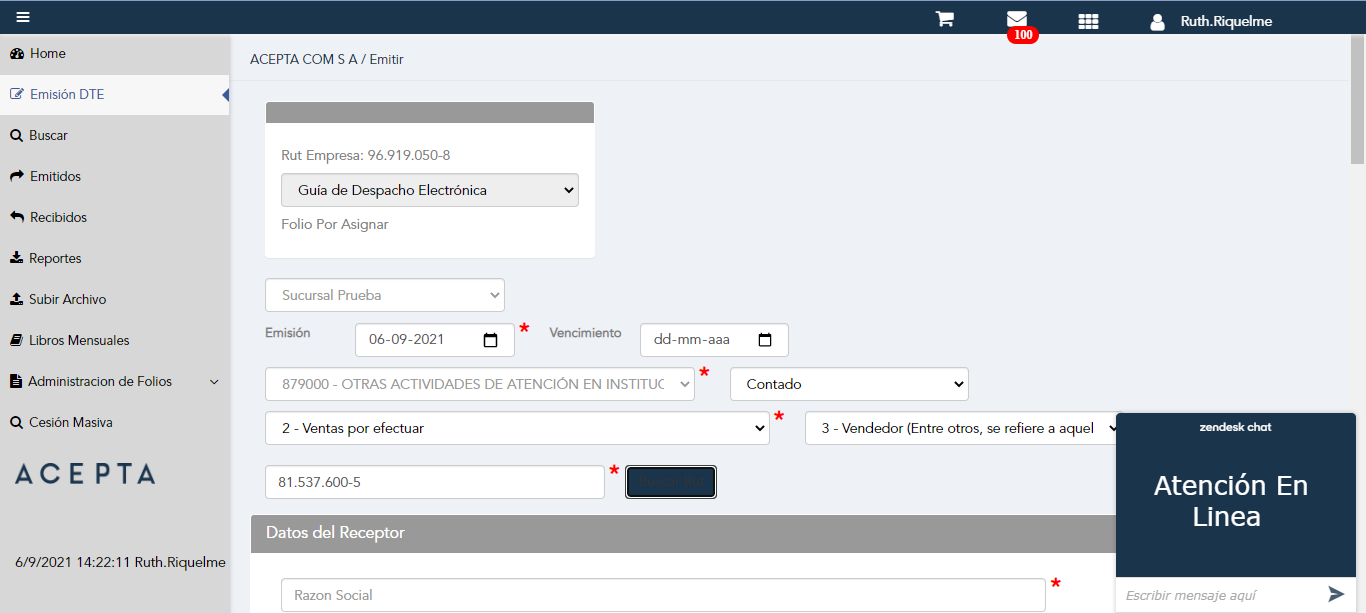 100
Ruth.Riquelme
Home
Emisión DTE
Buscar
Emitidos
Recibidos
Reportes
Subir Archivo
Libros Mensuales
Administracion de Folios
Cesión Masiva
ACEPTA
6/9/2021 14:22:11 Ruth.Riquelme
ACEPTA COM S A / Emitir
Rut Empresa: 96.919.050-8
Guía de Despacho Electrónica
Folio Por Asignar
Sucursal Prueba
Emisión 06-09-2021 * Vencimiento dd-mm-aaa
879000 - OTRAS ACTIVIDADES DE ATENCIÓN EN INSTITUC * Contado
2 - Ventas por efectuar * 3 - Vendedor (Entre otros, se refiere a aquel
81.537.600-5 *
Datos del Receptor
Razon Social *
zendesk chat
Atención En
Linea
Escribir mensaje aquí